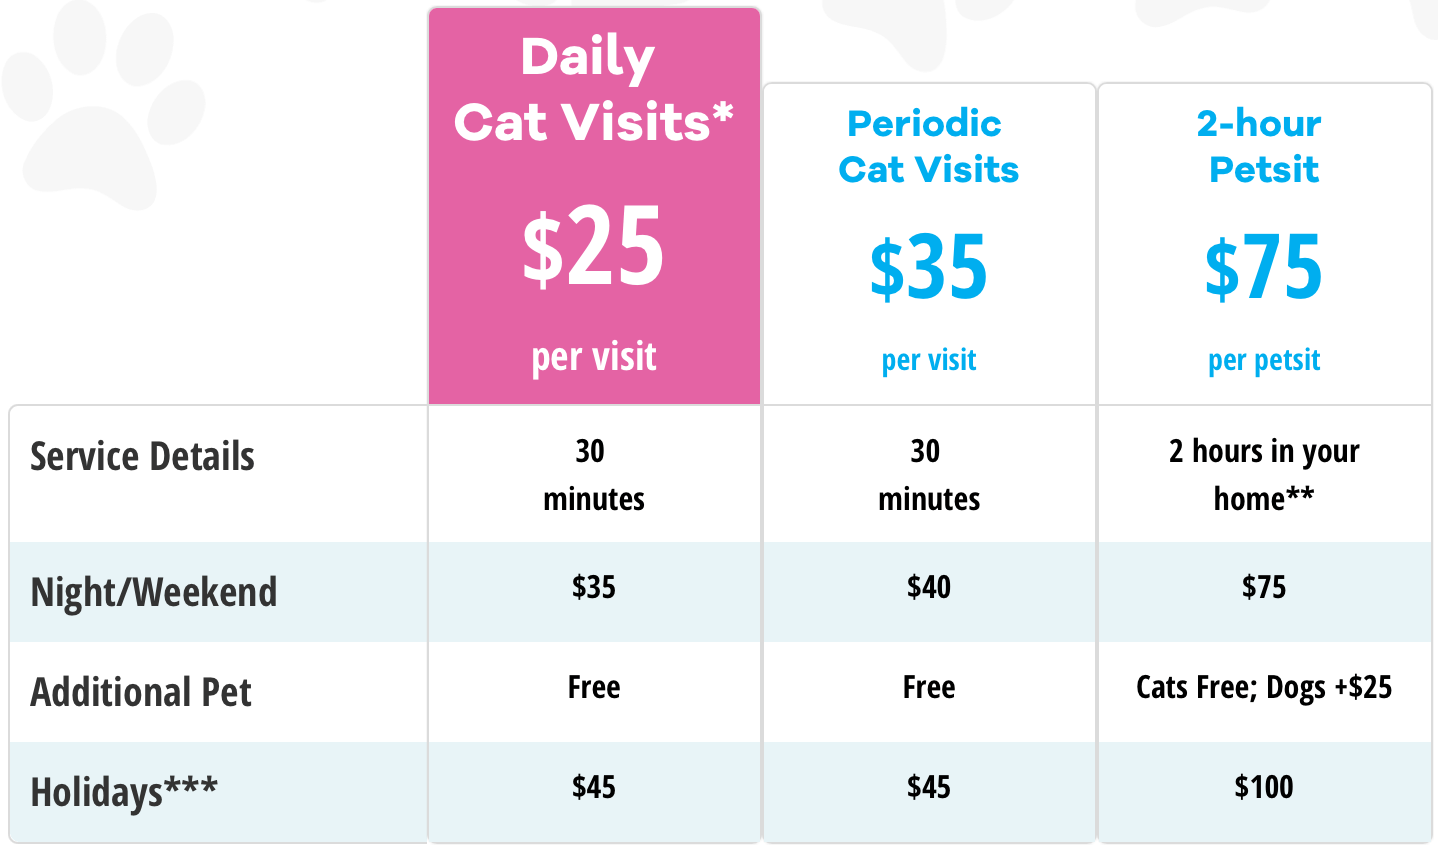 Daily
Cat Visits*
$25
per visit
Periodic
Cat Visits
$35
per visit
2-hour
Petsit
$75
per petsit
Service Details
30
minutes
30
minutes
2 hours in your
home**
Night/Weekend
$35
$40
$75
Additional Pet
Free
Free
Cats Free; Dogs +$25
Holidays***
$45
$45
$100